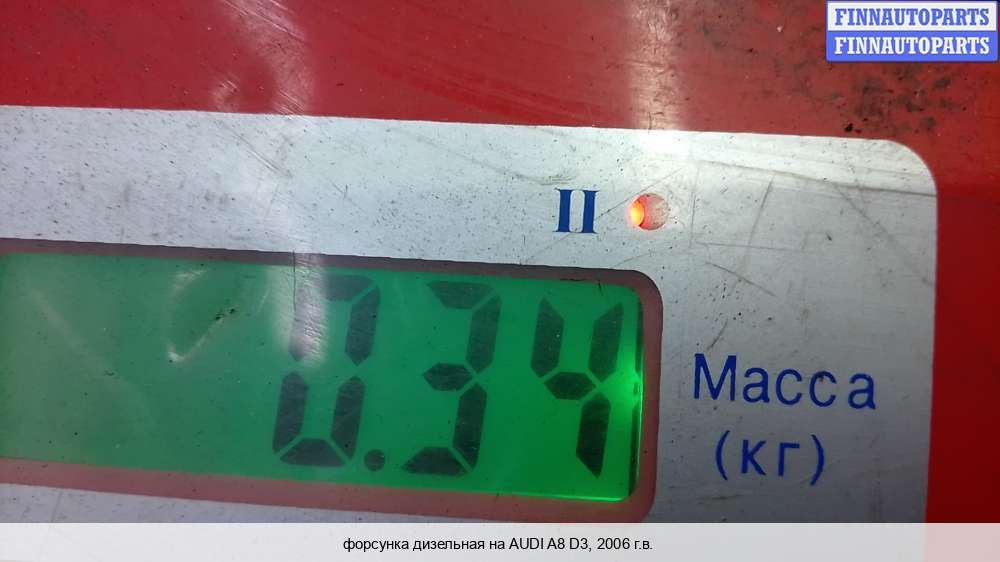 FINNAUTOPARTS
FINNAUTOPARTS
II
0.34
Масса
(кг)
форсунка дизельная на AUDI A8 D3, 2006 г.в.